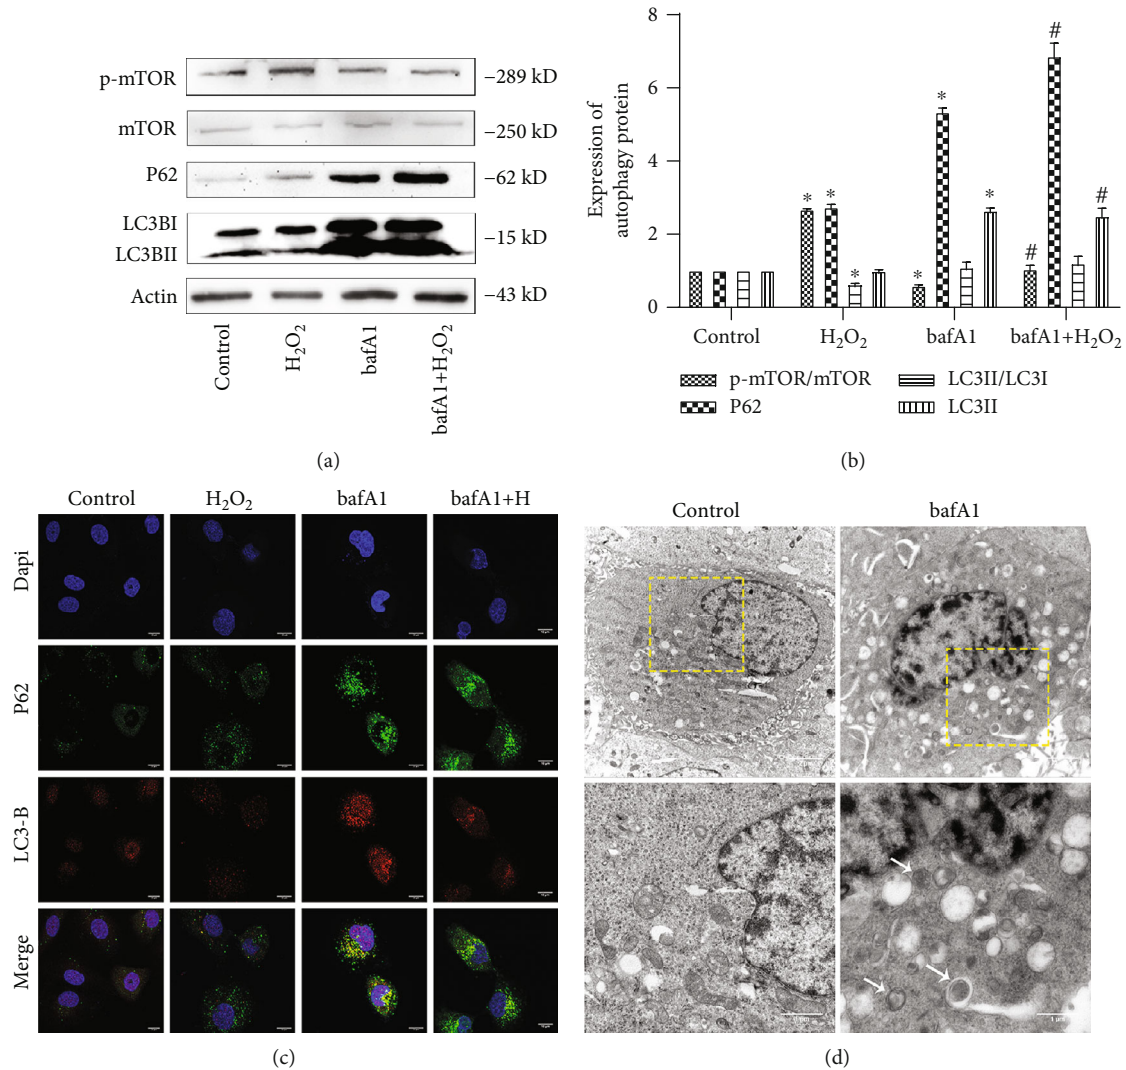 p-mTOR
−289 kD
mTOR
−250 kD
P62
−62 kD
LC3BI
LC3BII
−15 kD
Actin
−43 kD
Control
H₂O₂
bafA1
bafA1+H₂O₂
(a)
Expression of
autophagy protein
8
6
4
2
0
* * *
* * *
# # #
Control H₂O₂ bafA1 bafA1+H₂O₂
p-mTOR/mTOR LC3II/LC3I
P62 LC3II
(b)
Control H₂O₂ bafA1 bafA1+H
Dapi
P62
LC3-B
Merge
(c)
Control bafA1
1 μm
(d)